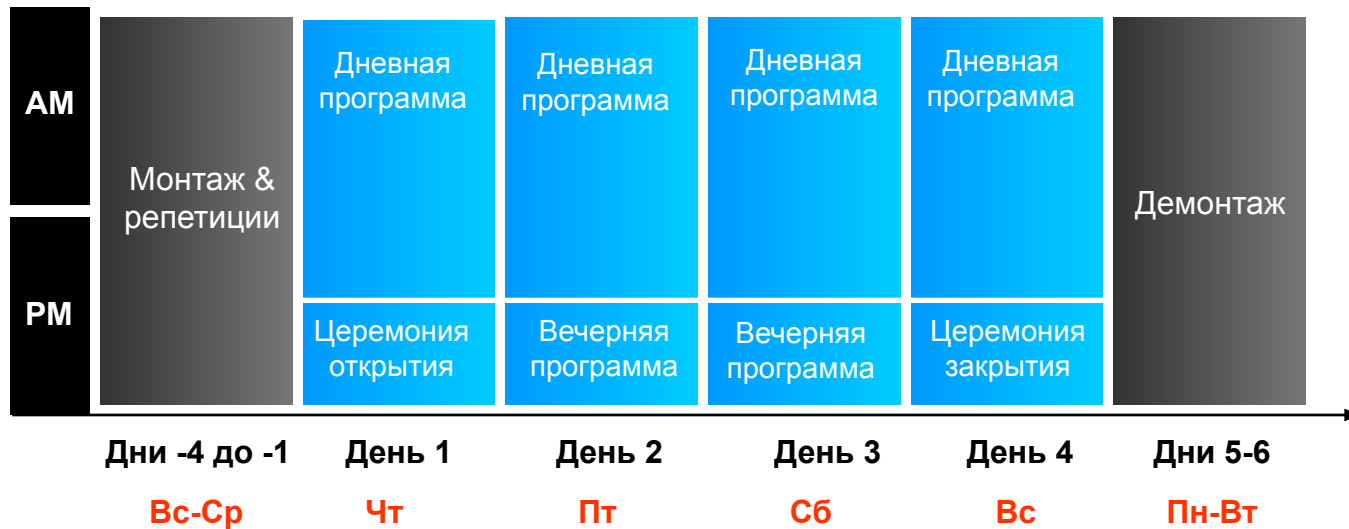 AM
PM
Монтаж &
репетиции
Дневная
программа
Церемония
открытия
Дневная
программа
Вечерняя
программа
Дневная
программа
Вечерняя
программа
Дневная
программа
Церемония
закрытия
Демонтаж
Дни -4 до -1
День 1
День 2
День 3
День 4
Дни 5-6
Вс-Ср
Чт
Пт
Сб
Вс
Пн-Вт